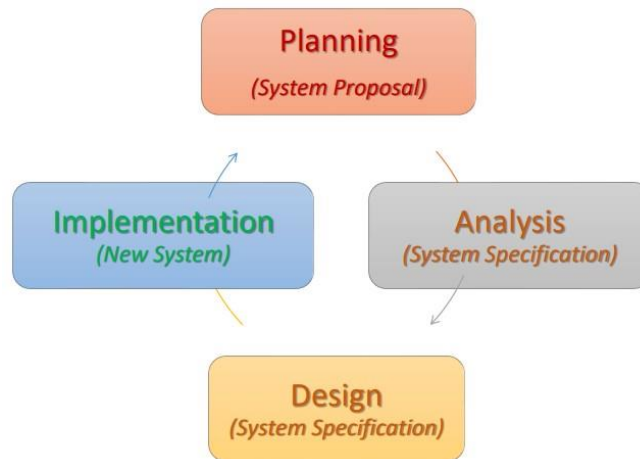 Planning
(System Proposal)
Implementation
(New System)
Analysis
(System Specification)
Design
(System Specification)